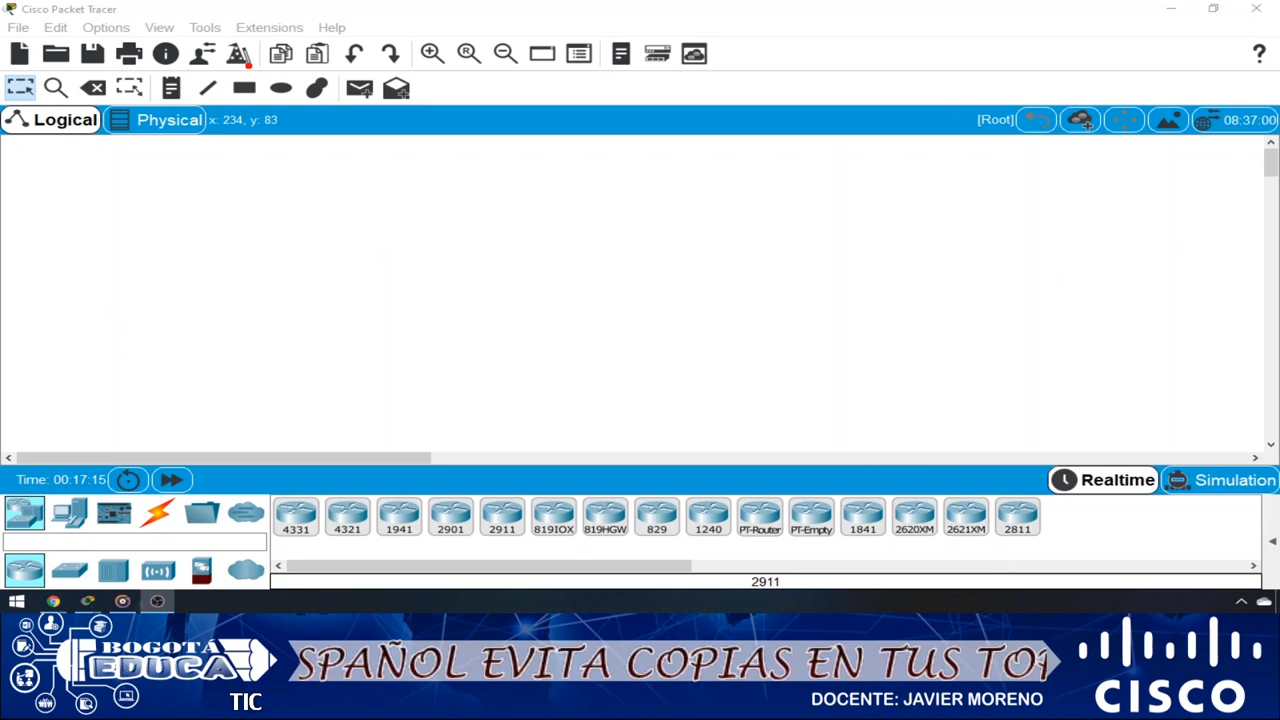 Cisco Packet Tracer
File Edit Options View Tools Extensions Help
Logical Physical x: 234, y: 83 [Root] 08:37:00
Time: 00:17:15 Realtime Simulation
4331 4321 1941 2901 2911 819IOX 819HGW 829 1240 PT-Router PT-Empty 1841 2620XM 2621XM 2811
2911
BOGOTÁ
EDUCA
TIC
SPAÑOL EVITA COPIAS EN TUS TOP
DOCENTE: JAVIER MORENO
CISCO